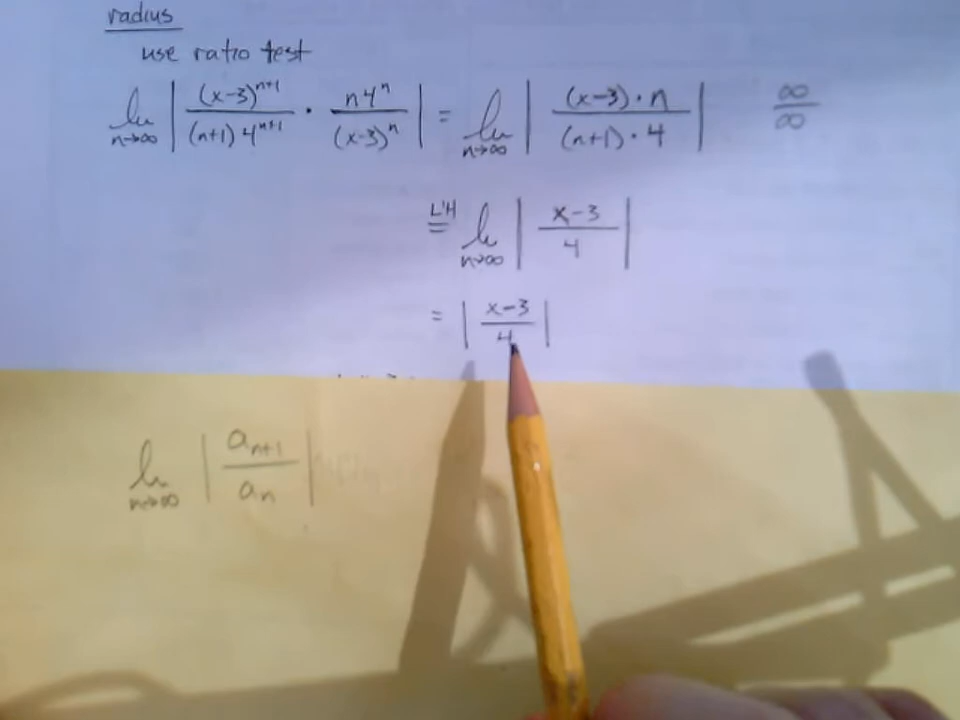 radius
use ratio test
lim n→∞ | (x-3)^{n+1} / (n+1) 4^{n+1} · n4^n / (x-3)^n | = lim n→∞ | (x-3)·n / (n+1)·4 | ∞/∞
L'H = lim n→∞ | x-3 / 4 |
= | x-3 / 4 |
lim n→∞ | a_{n+1} / a_n |